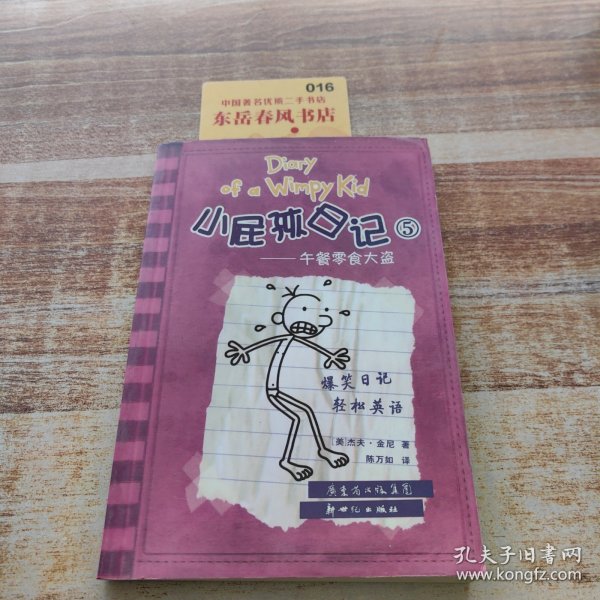 016
中国著名优质二手书店
东岳春风书店
Diary
of a Wimpy Kid
小屁孩日记⑤
——午餐零食大盗
爆笑日记
轻松英语
[美]杰夫·金尼 著
陈万如 译
广东省出版集团
新世纪出版社
孔夫子旧书网
www.kongfz.com